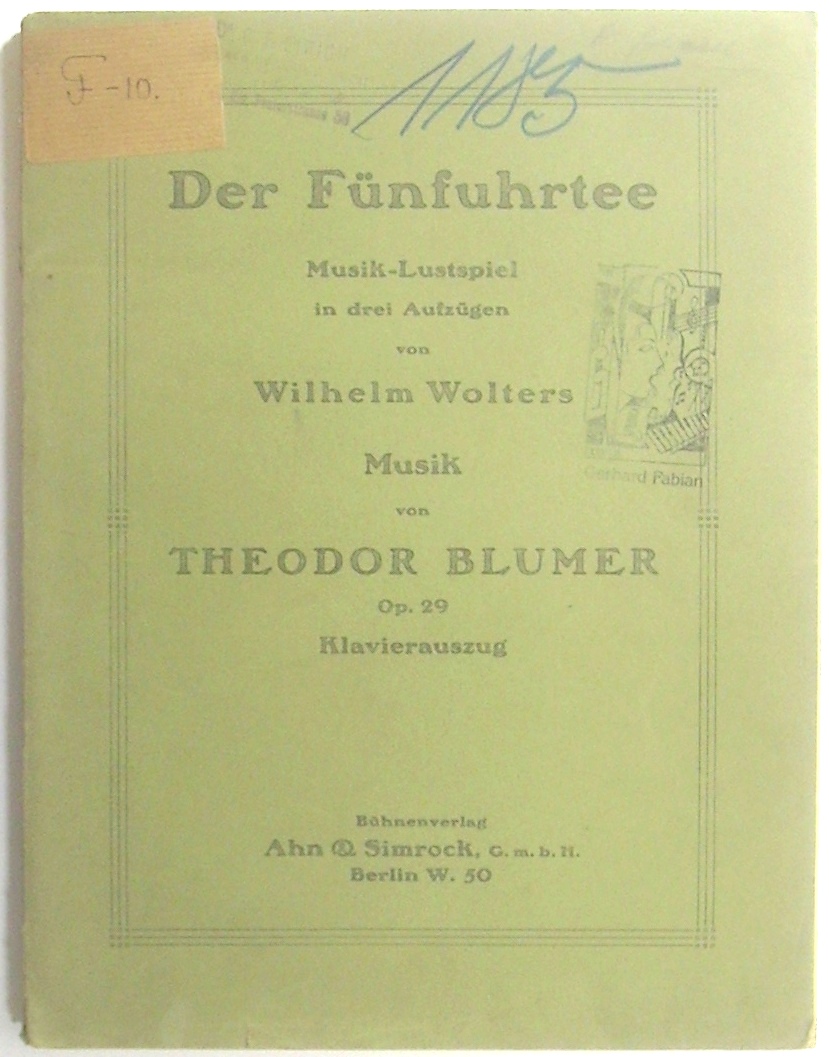 F-10.
1185
Der Fünfuhrtee
Musik-Lustspiel
in drei Aufzügen
von
Wilhelm Wolters
Musik
von
THEODOR BLUMER
Op. 29
Klavierauszug
Gerhard Fabian
Bühnenverlag
Ahn & Simrock, G. m. b. H.
Berlin W. 50